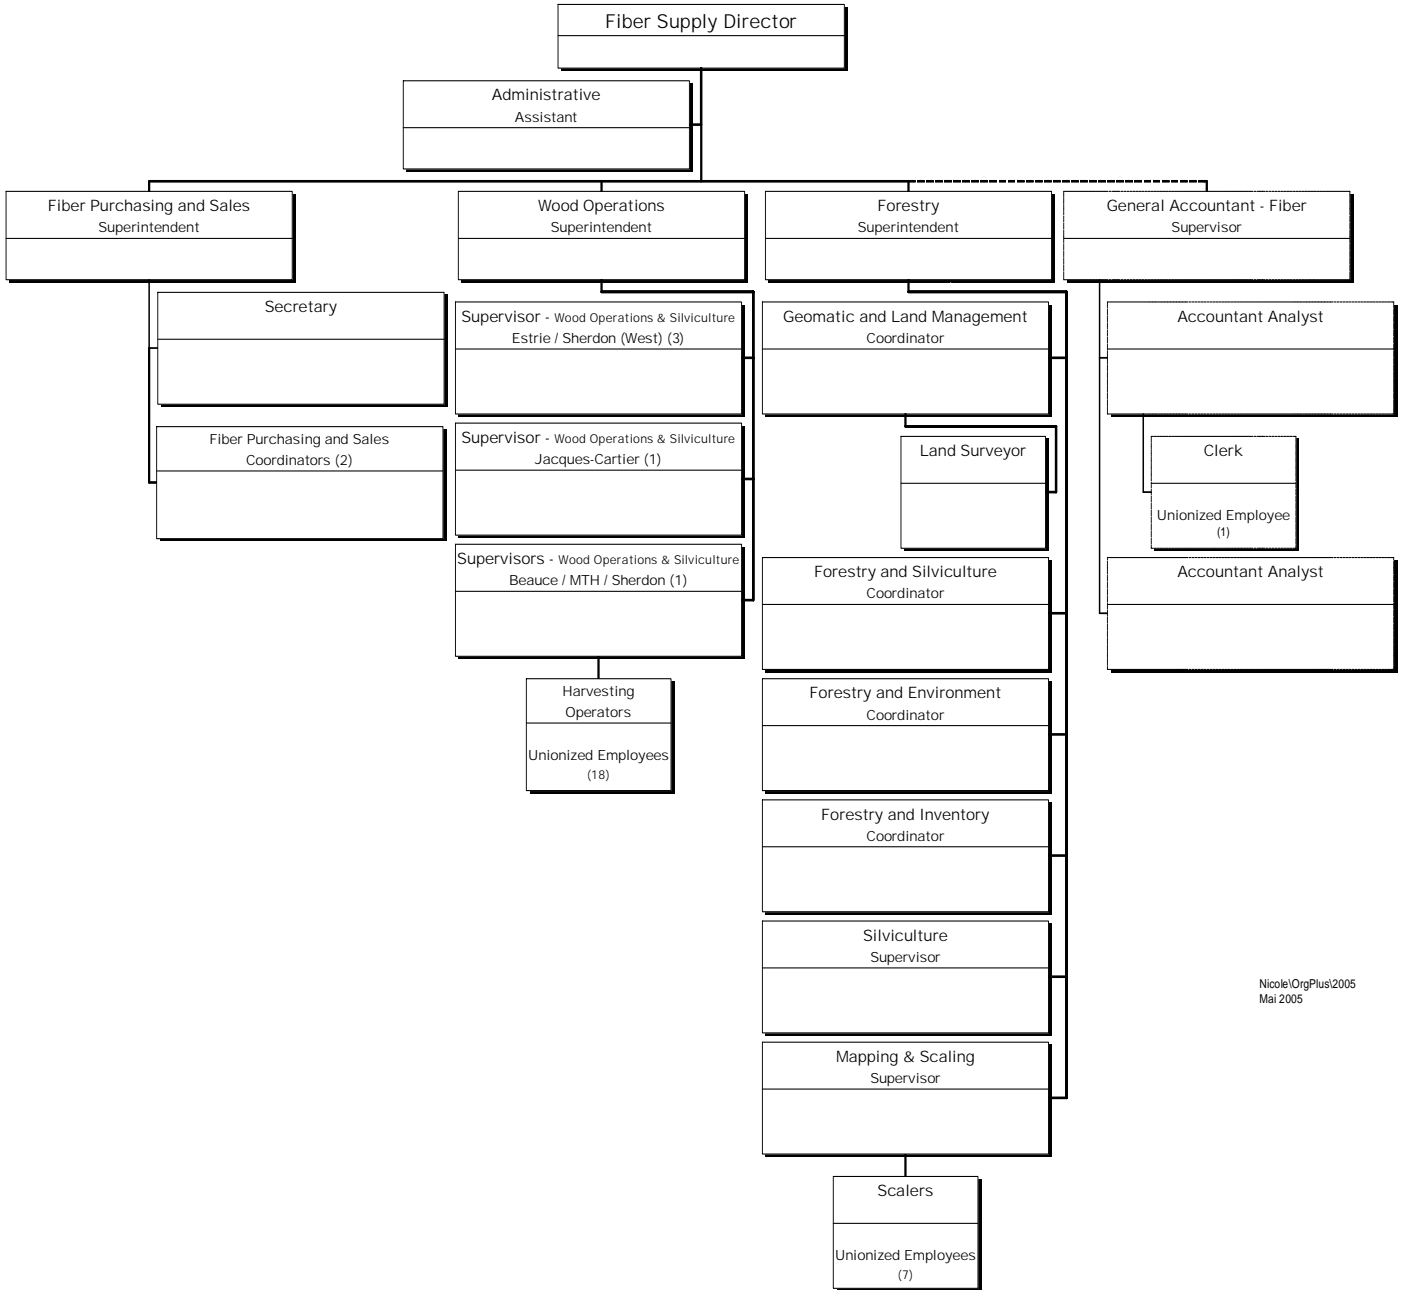 Fiber Supply Director
Administrative
Assistant
Fiber Purchasing and Sales
Superintendent
Secretary
Fiber Purchasing and Sales
Coordinators (2)
Wood Operations
Superintendent
Supervisor - Wood Operations & Silviculture
Estrie / Sherdon (West) (3)
Supervisor - Wood Operations & Silviculture
Jacques-Cartier (1)
Supervisors - Wood Operations & Silviculture
Beauce / MTH / Sherdon (1)
Harvesting
Operators
Unionized Employees
(18)
Forestry
Superintendent
Geomatic and Land Management
Coordinator
Land Surveyor
Forestry and Silviculture
Coordinator
Forestry and Environment
Coordinator
Forestry and Inventory
Coordinator
Silviculture
Supervisor
Mapping & Scaling
Supervisor
Scalers
Unionized Employees
(7)
General Accountant - Fiber
Supervisor
Accountant Analyst
Clerk
Unionized Employee
(1)
Accountant Analyst
Nicole\OrgPlus\2005
Mai 2005